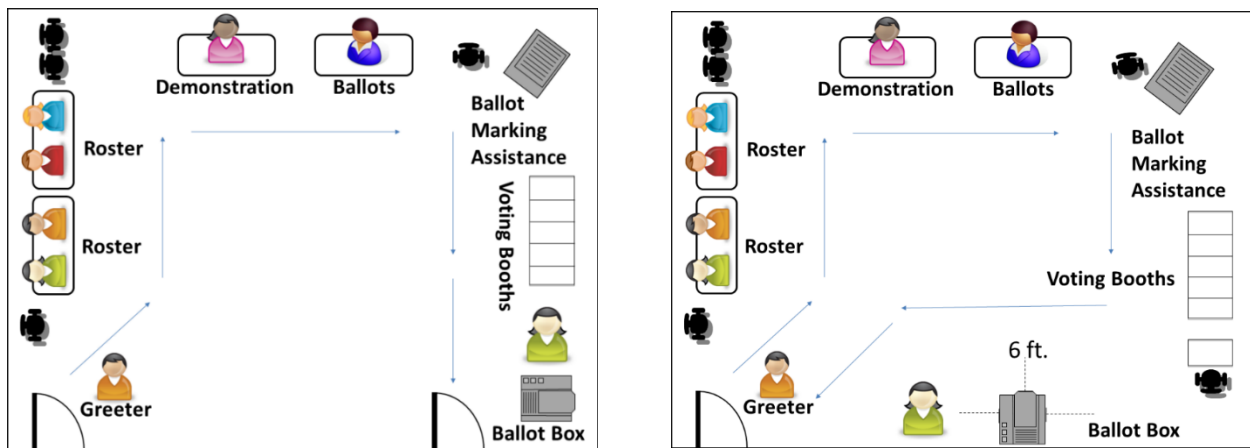 Demonstration
Ballots
Ballot
Marking
Assistance
Roster
Roster
Voting Booths
Greeter
Ballot Box
Demonstration
Ballots
Ballot
Marking
Assistance
Roster
Roster
Voting Booths
6 ft.
Greeter
Ballot Box